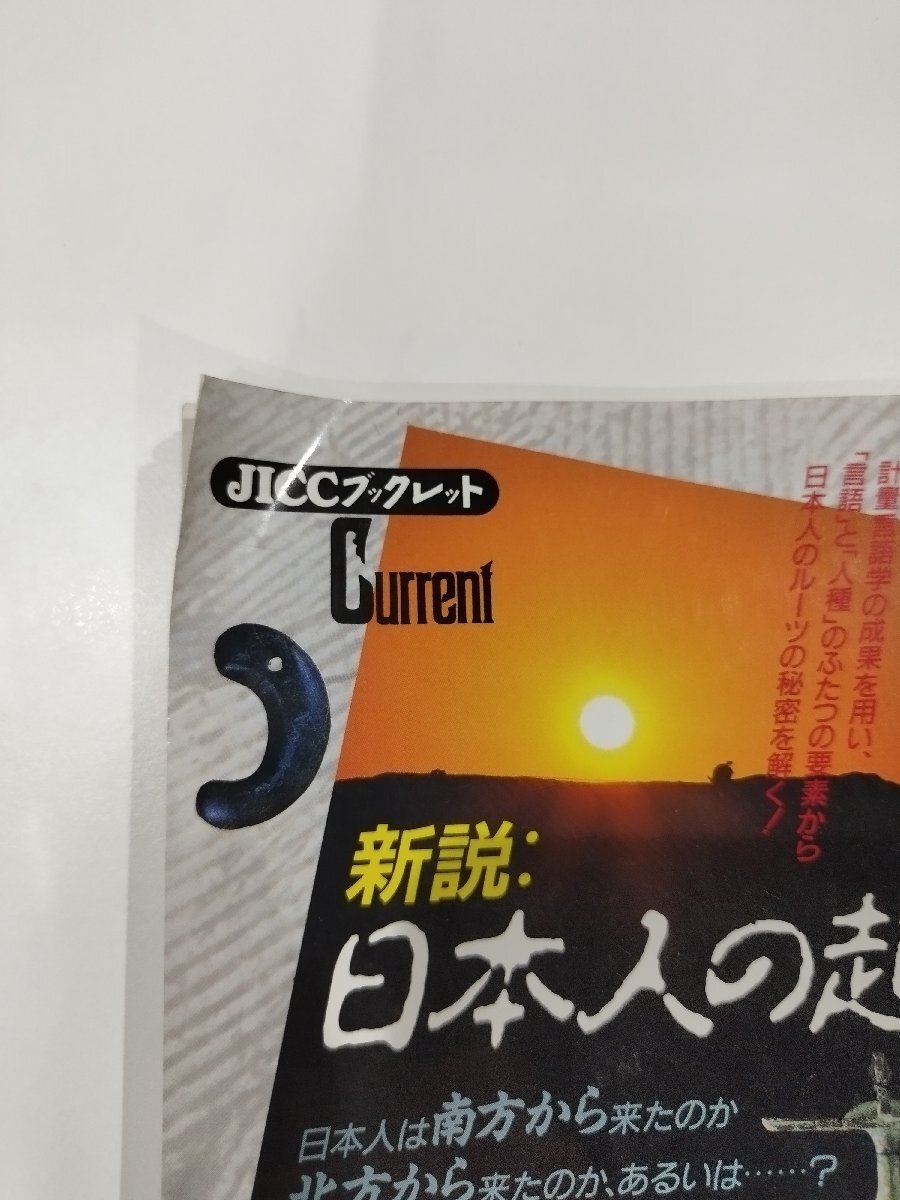 JICCブックレット
Current
計量言語学の成果を用い、
「言語」と「人種」のふたつの要素から
日本人のルーツの秘密を解く!
新説:
日本人の起
日本人は南方から来たのか
北方から来たのか、あるいは……?